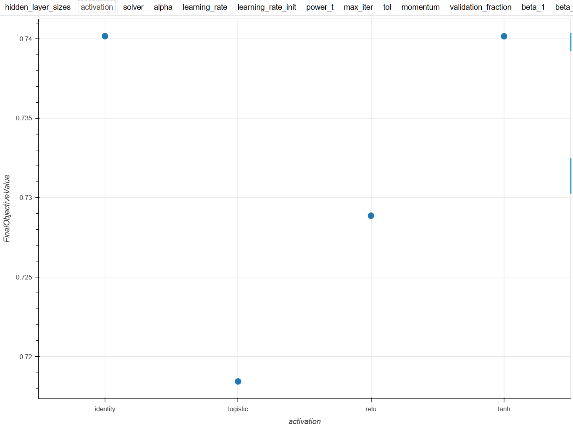 hidden_layer_sizes activation solver alpha learning_rate learning_rate_init power_t max_iter tol momentum validation_fraction beta_1 beta_
0.74
0.735
0.73
0.725
0.72
FinalObjectiveValue
identity logistic relu tanh
activation